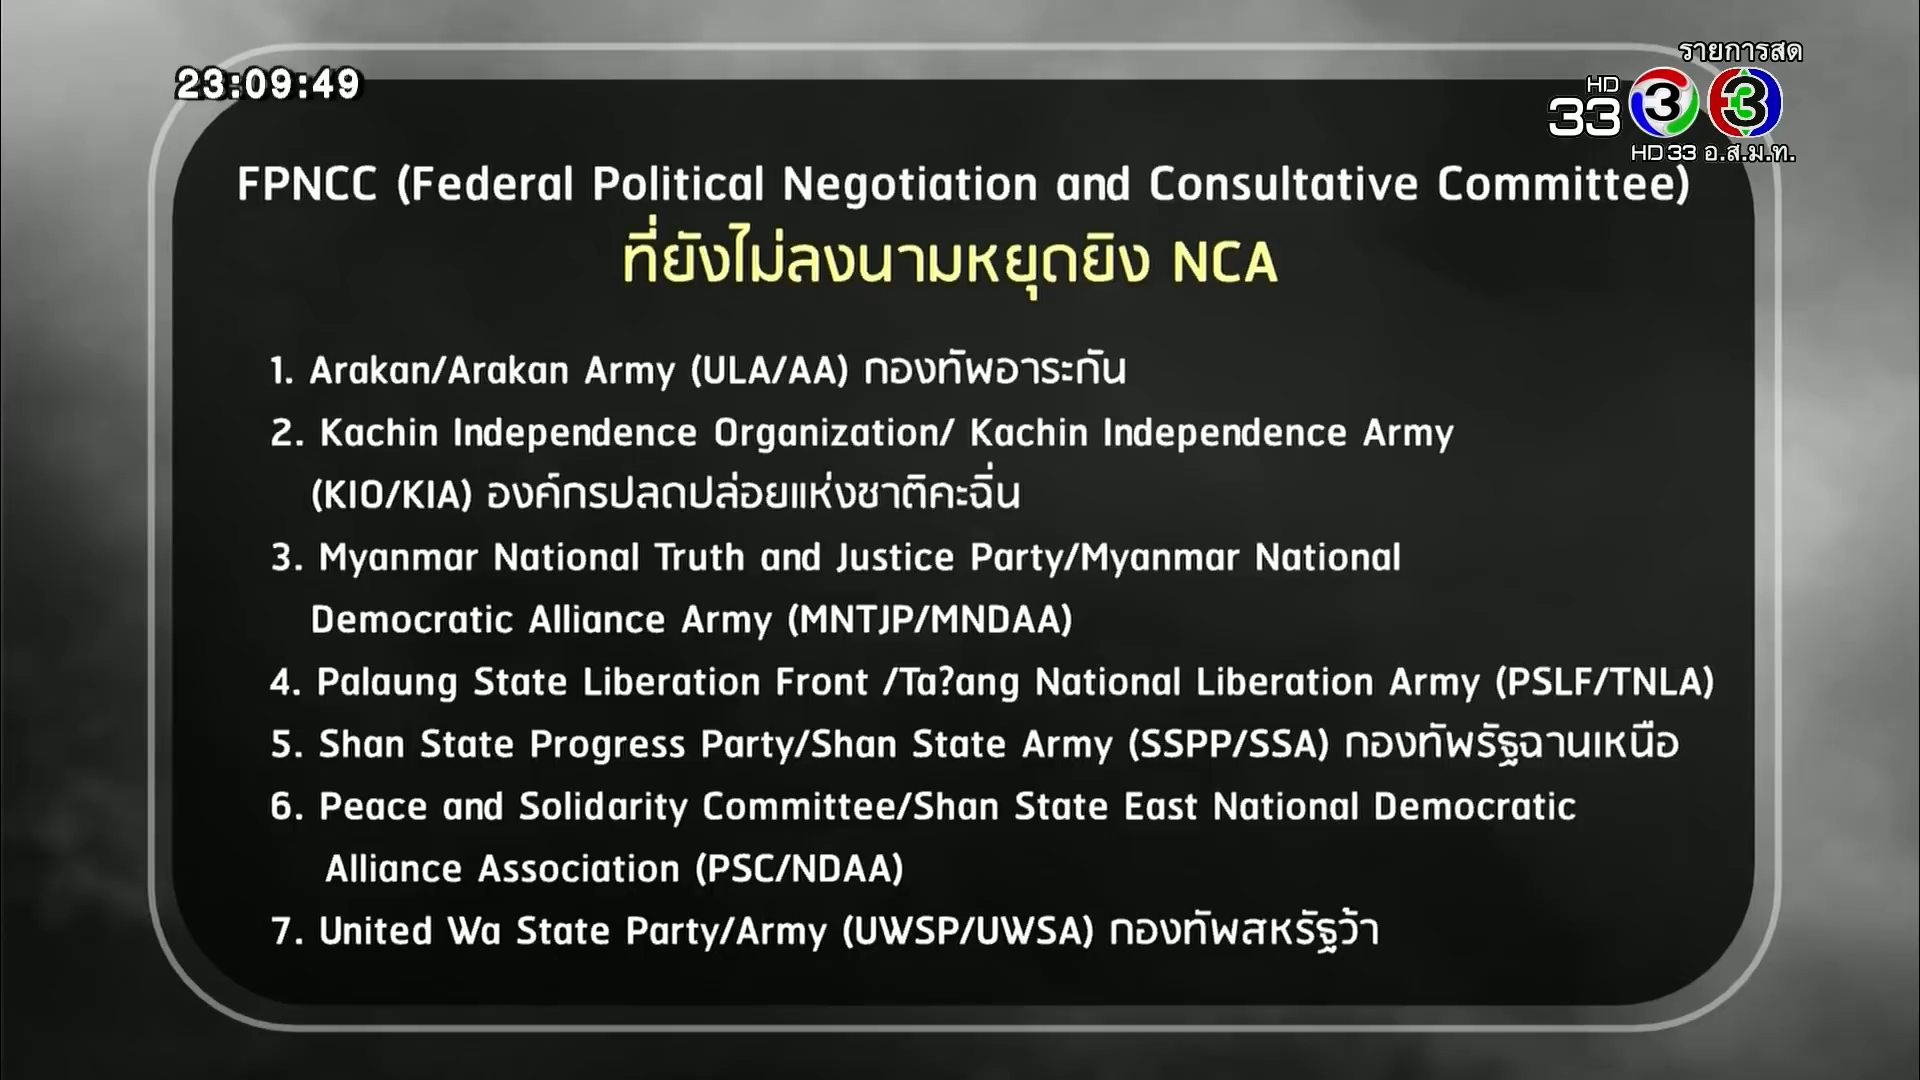 รายการสด
23:09:49
HD
33
3
3
HD 33 อ.ส.ม.ท.
FPNCC (Federal Political Negotiation and Consultative Committee)
ที่ยังไม่ลงนามหยุดยิง NCA
1. Arakan/Arakan Army (ULA/AA) กองทัพอาระกัน
2. Kachin Independence Organization/ Kachin Independence Army
(KIO/KIA) องค์กรปลดปล่อยแห่งชาติคะฉิ่น
3. Myanmar National Truth and Justice Party/Myanmar National
Democratic Alliance Army (MNTJP/MNDAA)
4. Palaung State Liberation Front /Ta?ang National Liberation Army (PSLF/TNLA)
5. Shan State Progress Party/Shan State Army (SSPP/SSA) กองทัพรัฐฉานเหนือ
6. Peace and Solidarity Committee/Shan State East National Democratic
Alliance Association (PSC/NDAA)
7. United Wa State Party/Army (UWSP/UWSA) กองทัพสหรัฐว้า